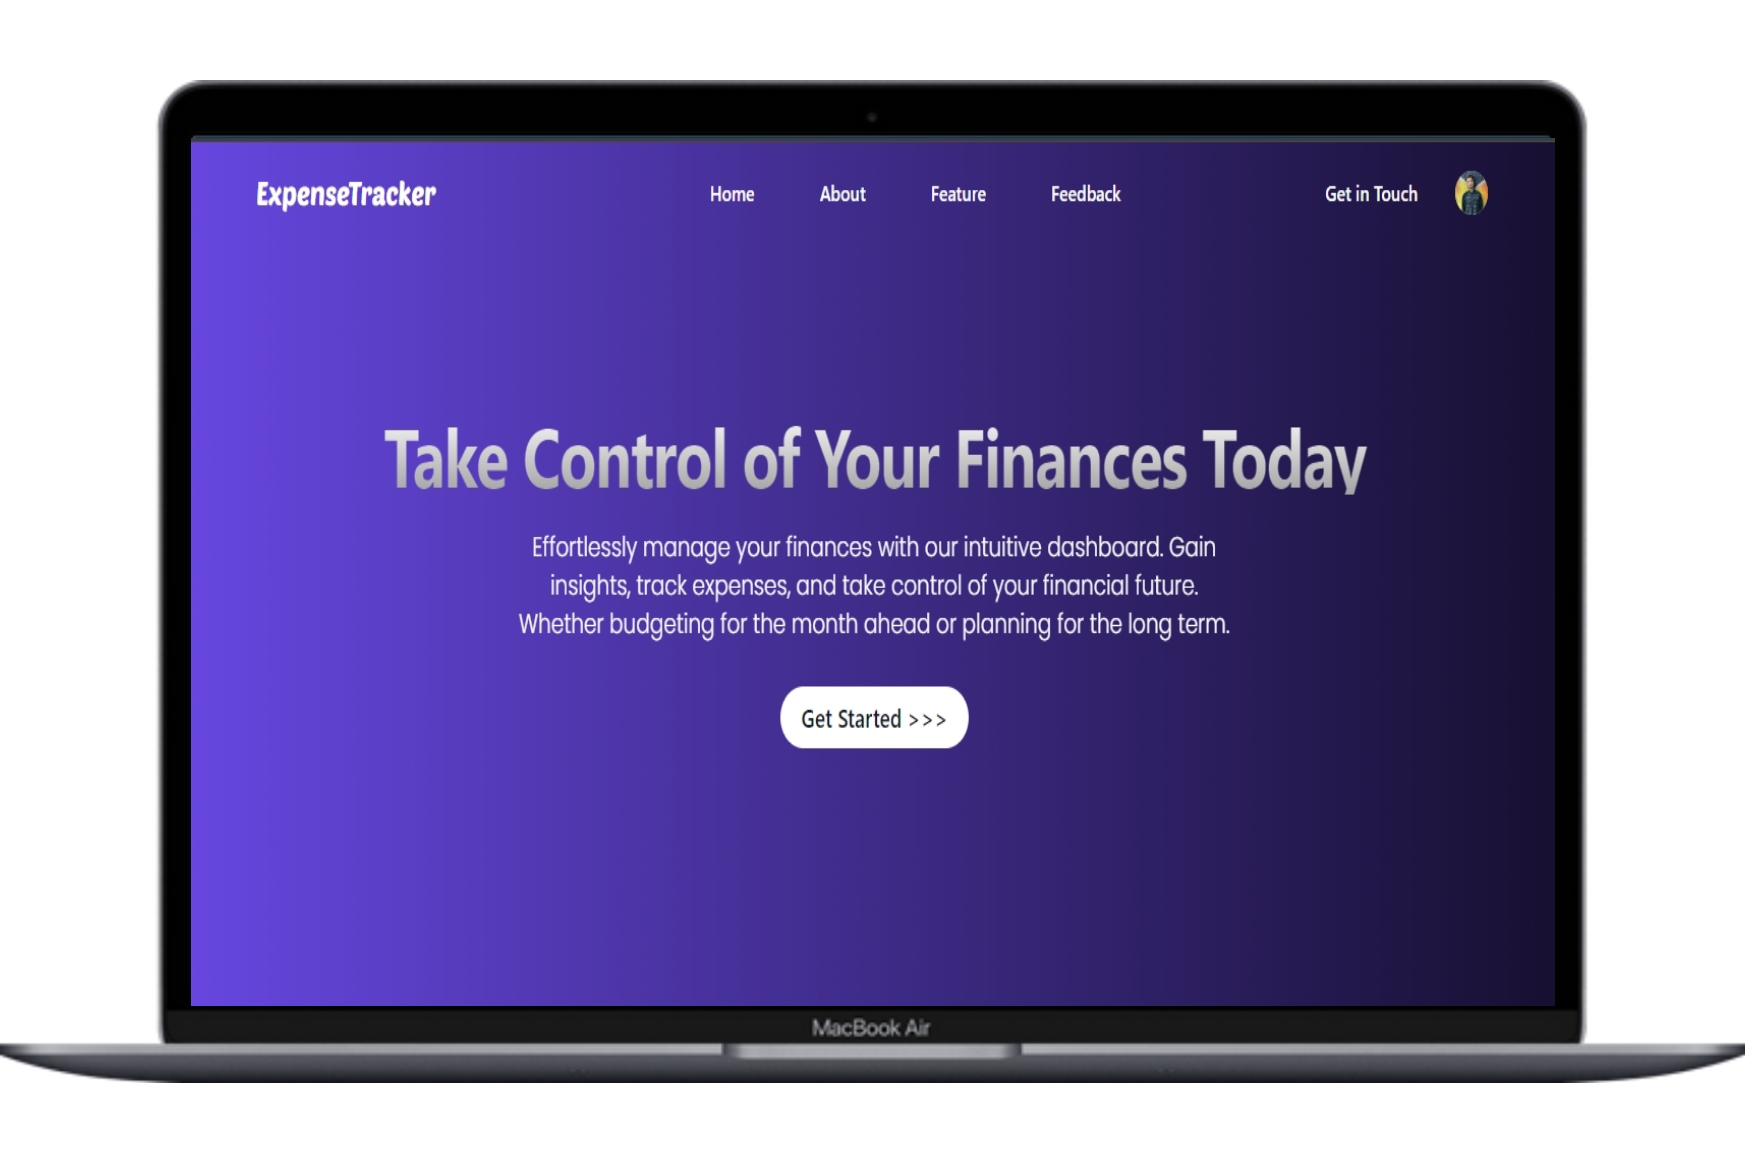 ExpenseTracker
Home About Feature Feedback Get in Touch
Take Control of Your Finances Today
Effortlessly manage your finances with our intuitive dashboard. Gain
insights, track expenses, and take control of your financial future.
Whether budgeting for the month ahead or planning for the long term.
Get Started >>>
MacBook Air